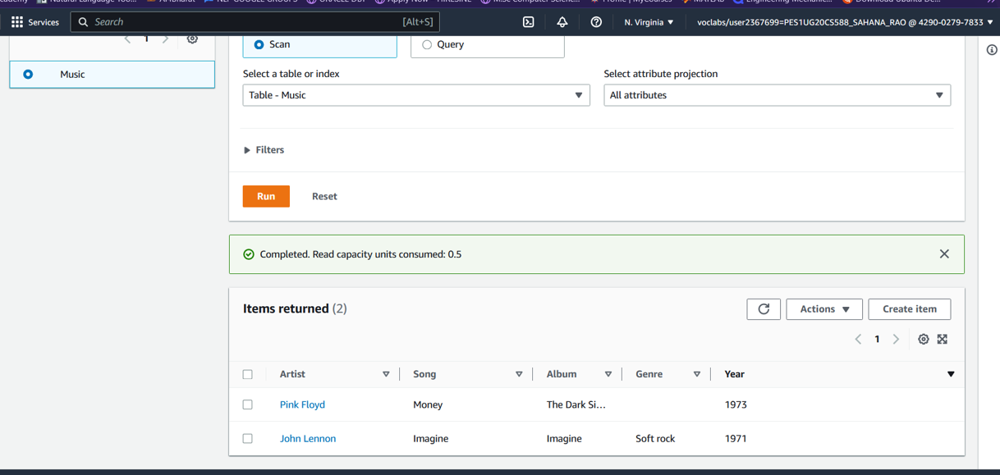 Services Search [Alt+S] N. Virginia voclabs/user2367699=PES1UG20CS588_SAHANA_RAO @ 4290-0279-7833
1
Scan Query
Music
Select a table or index Select attribute projection
Table - Music All attributes
Filters
Run Reset
Completed. Read capacity units consumed: 0.5
Items returned (2) Actions Create item
1
Artist Song Album Genre Year
Pink Floyd Money The Dark Si... 1973
John Lennon Imagine Imagine Soft rock 1971